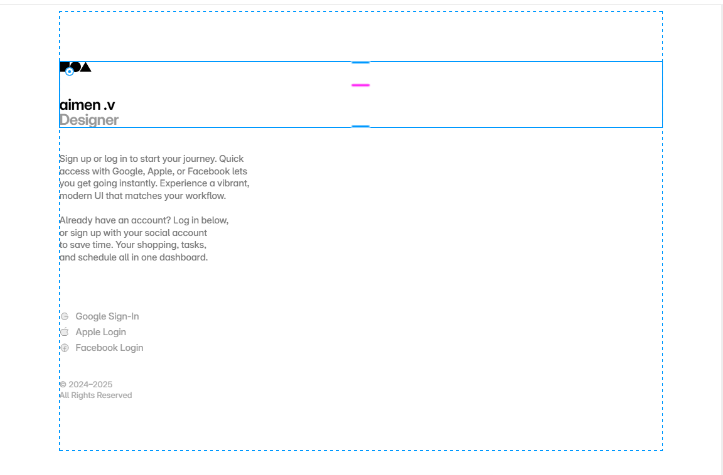 aimen .v
Designer
Sign up or log in to start your journey. Quick
access with Google, Apple, or Facebook lets
you get going instantly. Experience a vibrant,
modern UI that matches your workflow.
Already have an account? Log in below,
or sign up with your social account
to save time. Your shopping, tasks,
and schedule all in one dashboard.
Google Sign-In
Apple Login
Facebook Login
© 2024–2025
All Rights Reserved